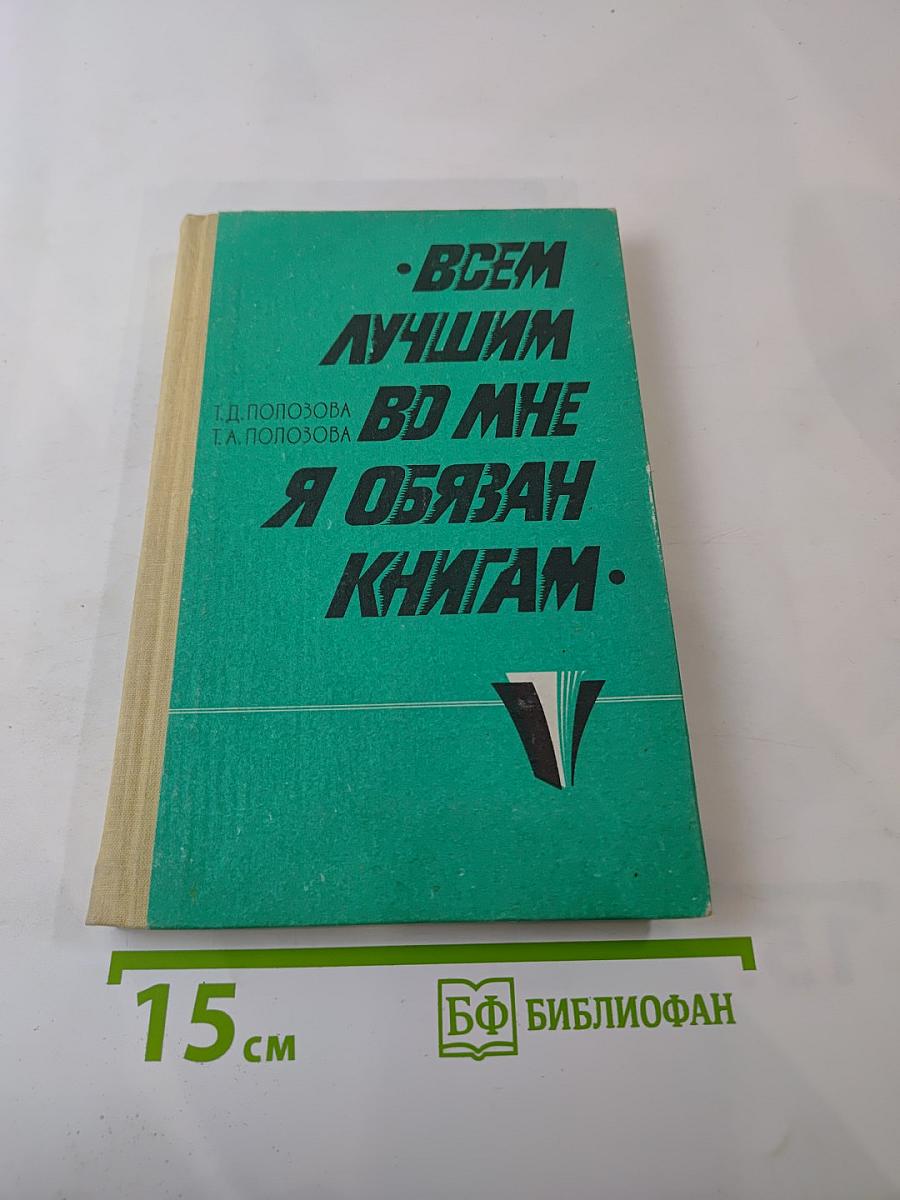 •ВСЕМ
ЛУЧШИМ
Т.Д. ПОЛОЗОВА
Т.А. ПОЛОЗОВА
ВО МНЕ
Я ОБЯЗАН
КНИГАМ•
15 см
БФ БИБЛИОФАН